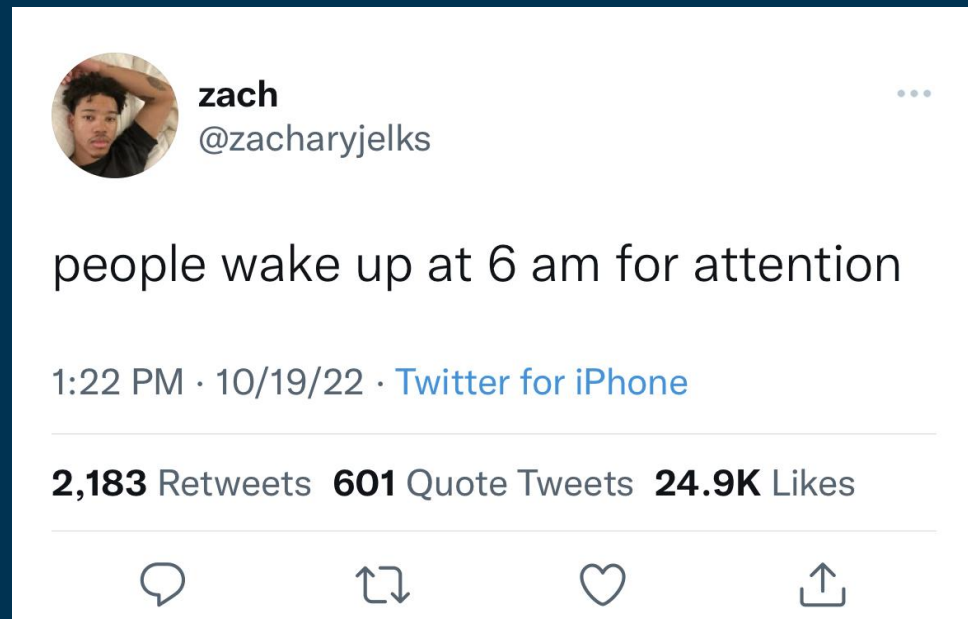 zach
@zacharyjelks
people wake up at 6 am for attention
1:22 PM · 10/19/22 · Twitter for iPhone
2,183 Retweets 601 Quote Tweets 24.9K Likes